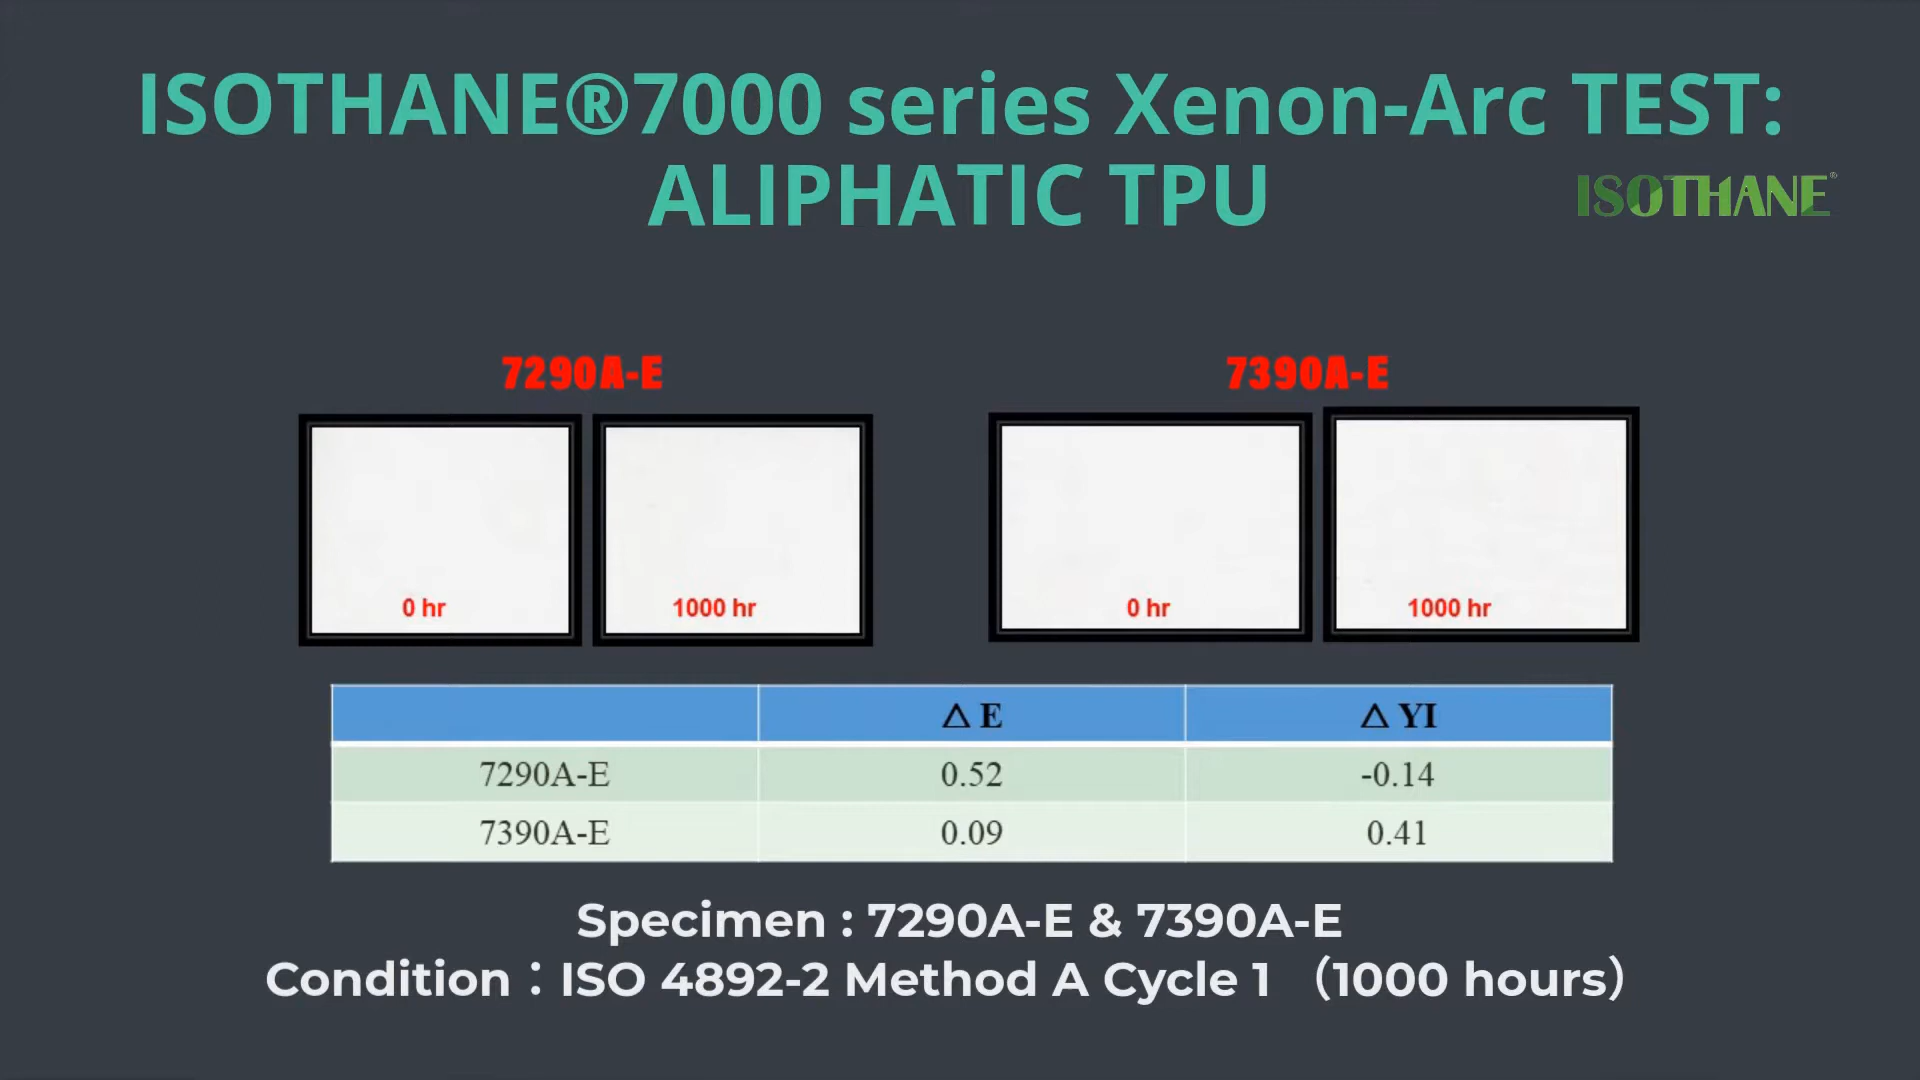 ISOTHANE®7000 series Xenon-Arc TEST:
ALIPHATIC TPU
ISOTHANE®
7290A-E
7390A-E
0 hr
1000 hr
0 hr
1000 hr
△ E △ YI
7290A-E 0.52 -0.14
7390A-E 0.09 0.41
Specimen : 7290A-E & 7390A-E
Condition：ISO 4892-2 Method A Cycle 1 （1000 hours）